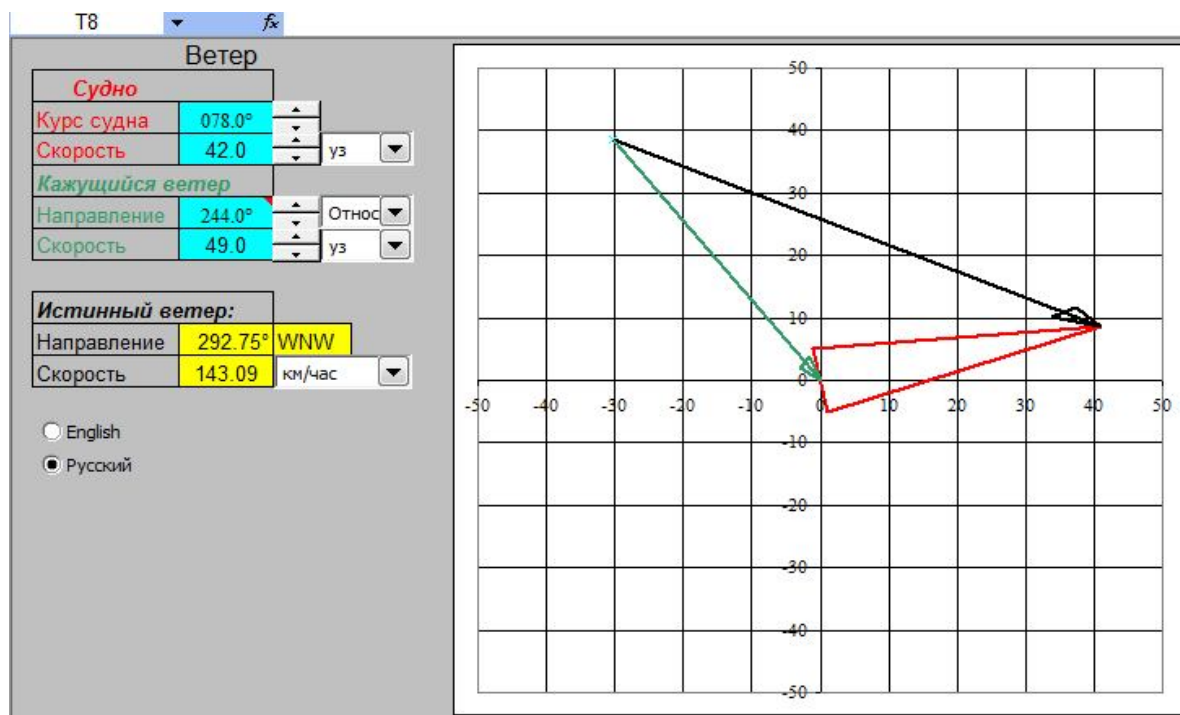 T8 fx
Ветер
Судно
Курс судна 078.0°
Скорость 42.0 уз
Кажущийся ветер
Направление 244.0° Относ
Скорость 49.0 уз
Истинный ветер:
Направление 292.75° WNW
Скорость 143.09 км/час
English
Русский
50
40
30
20
10
0
-50 -40 -30 -20 -10 0 10 20 30 40 50
-10
-20
-30
-40
-50